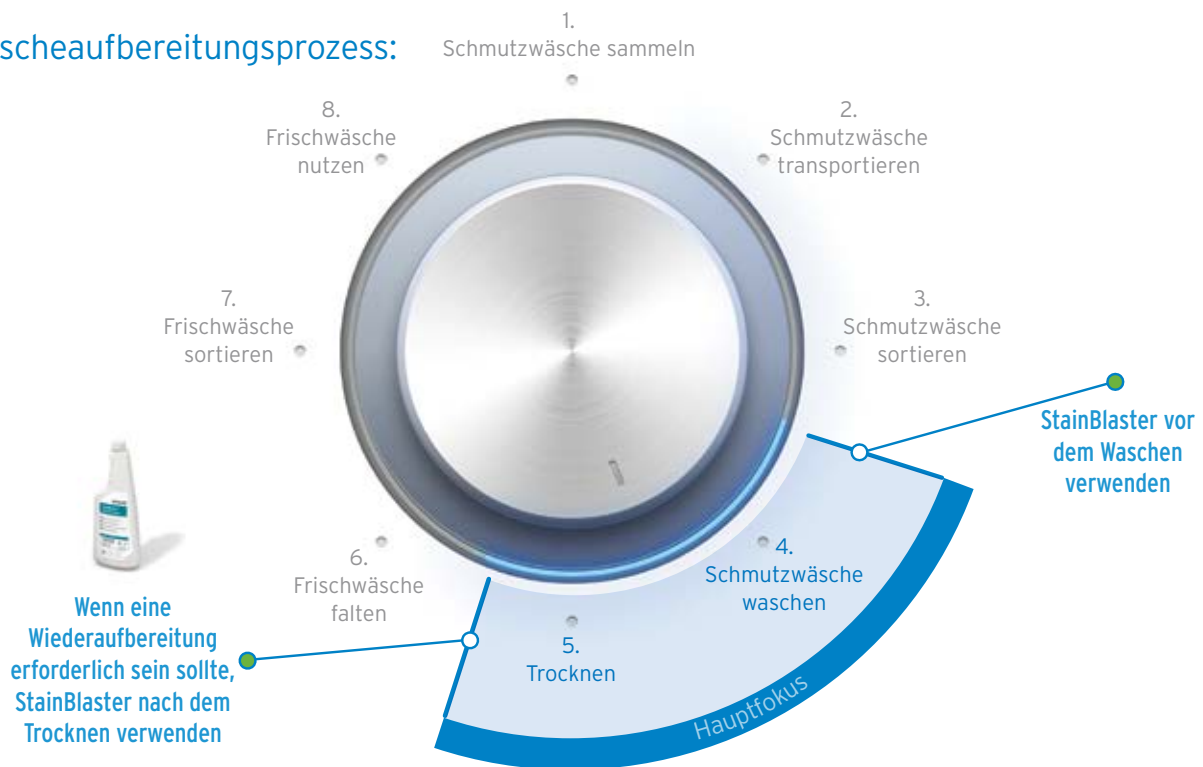 scheaufbereitungsprozess:
1.
Schmutzwäsche sammeln
2.
Schmutzwäsche
transportieren
3.
Schmutzwäsche
sortieren
StainBlaster vor
dem Waschen
verwenden
4.
Schmutzwäsche
waschen
5.
Trocknen
Hauptfokus
6.
Frischwäsche
falten
Wenn eine
Wiederaufbereitung
erforderlich sein sollte,
StainBlaster nach dem
Trocknen verwenden
7.
Frischwäsche
sortieren
8.
Frischwäsche
nutzen